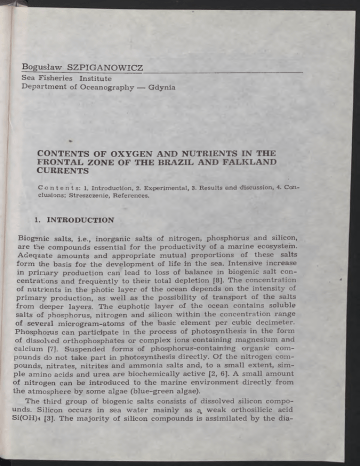 Bogusław SZPIGANOWICZ
Sea Fisheries Institute
Department of Oceanography — Gdynia
CONTENTS OF OXYGEN AND NUTRIENTS IN THE
FRONTAL ZONE OF THE BRAZIL AND FALKLAND
CURRENTS
Contents: 1. Introduction, 2. Experimental, 3. Results and discussion, 4. Con-
clusions; Streszczenie, References.
1. INTRODUCTION
Biogenic salts, i.e., inorganic salts of nitrogen, phosphorus and silicon,
are the compounds essential for the productivity of a marine ecosystem.
Adequate amounts and appropriate mutual proportions of these salts
form the basis for the development of life in the sea. Intensive increase
in primary production can lead to loss of balance in biogenic salt con-
centrations and frequently to their total depletion [8]. The concentration
of nutrients in the photic layer of the ocean depends on the intensity of
primary production, as well as the possibility of transport of the salts
from deeper layers. The euphotic layer of the ocean contains soluble
salts of phosphorus, nitrogen and silicon within the concentration range
of several microgram-atoms of the basic element per cubic decimeter.
Phosphorus can participate in the process of photosynthesis in the form
of dissolved orthophosphates or complex ions containing magnesium and
calcium [7]. Suspended forms of phosphorus-containing organic com-
pounds do not take part in photosynthesis directly. Of the nitrogen com-
pounds, nitrates, nitrites and ammonia salts and, to a small extent, sim-
ple amino acids and urea are biochemically active [2, 6]. A small amount
of nitrogen can be introduced to the marine environment directly from
the atmosphere by some algae (blue-green algae).
The third group of biogenic salts consists of dissolved silicon compo-
unds. Silicon occurs in sea water mainly as a weak orthosilicic acid
Si(OH)4 [3]. The majority of silicon compounds is assimilated by the dia-